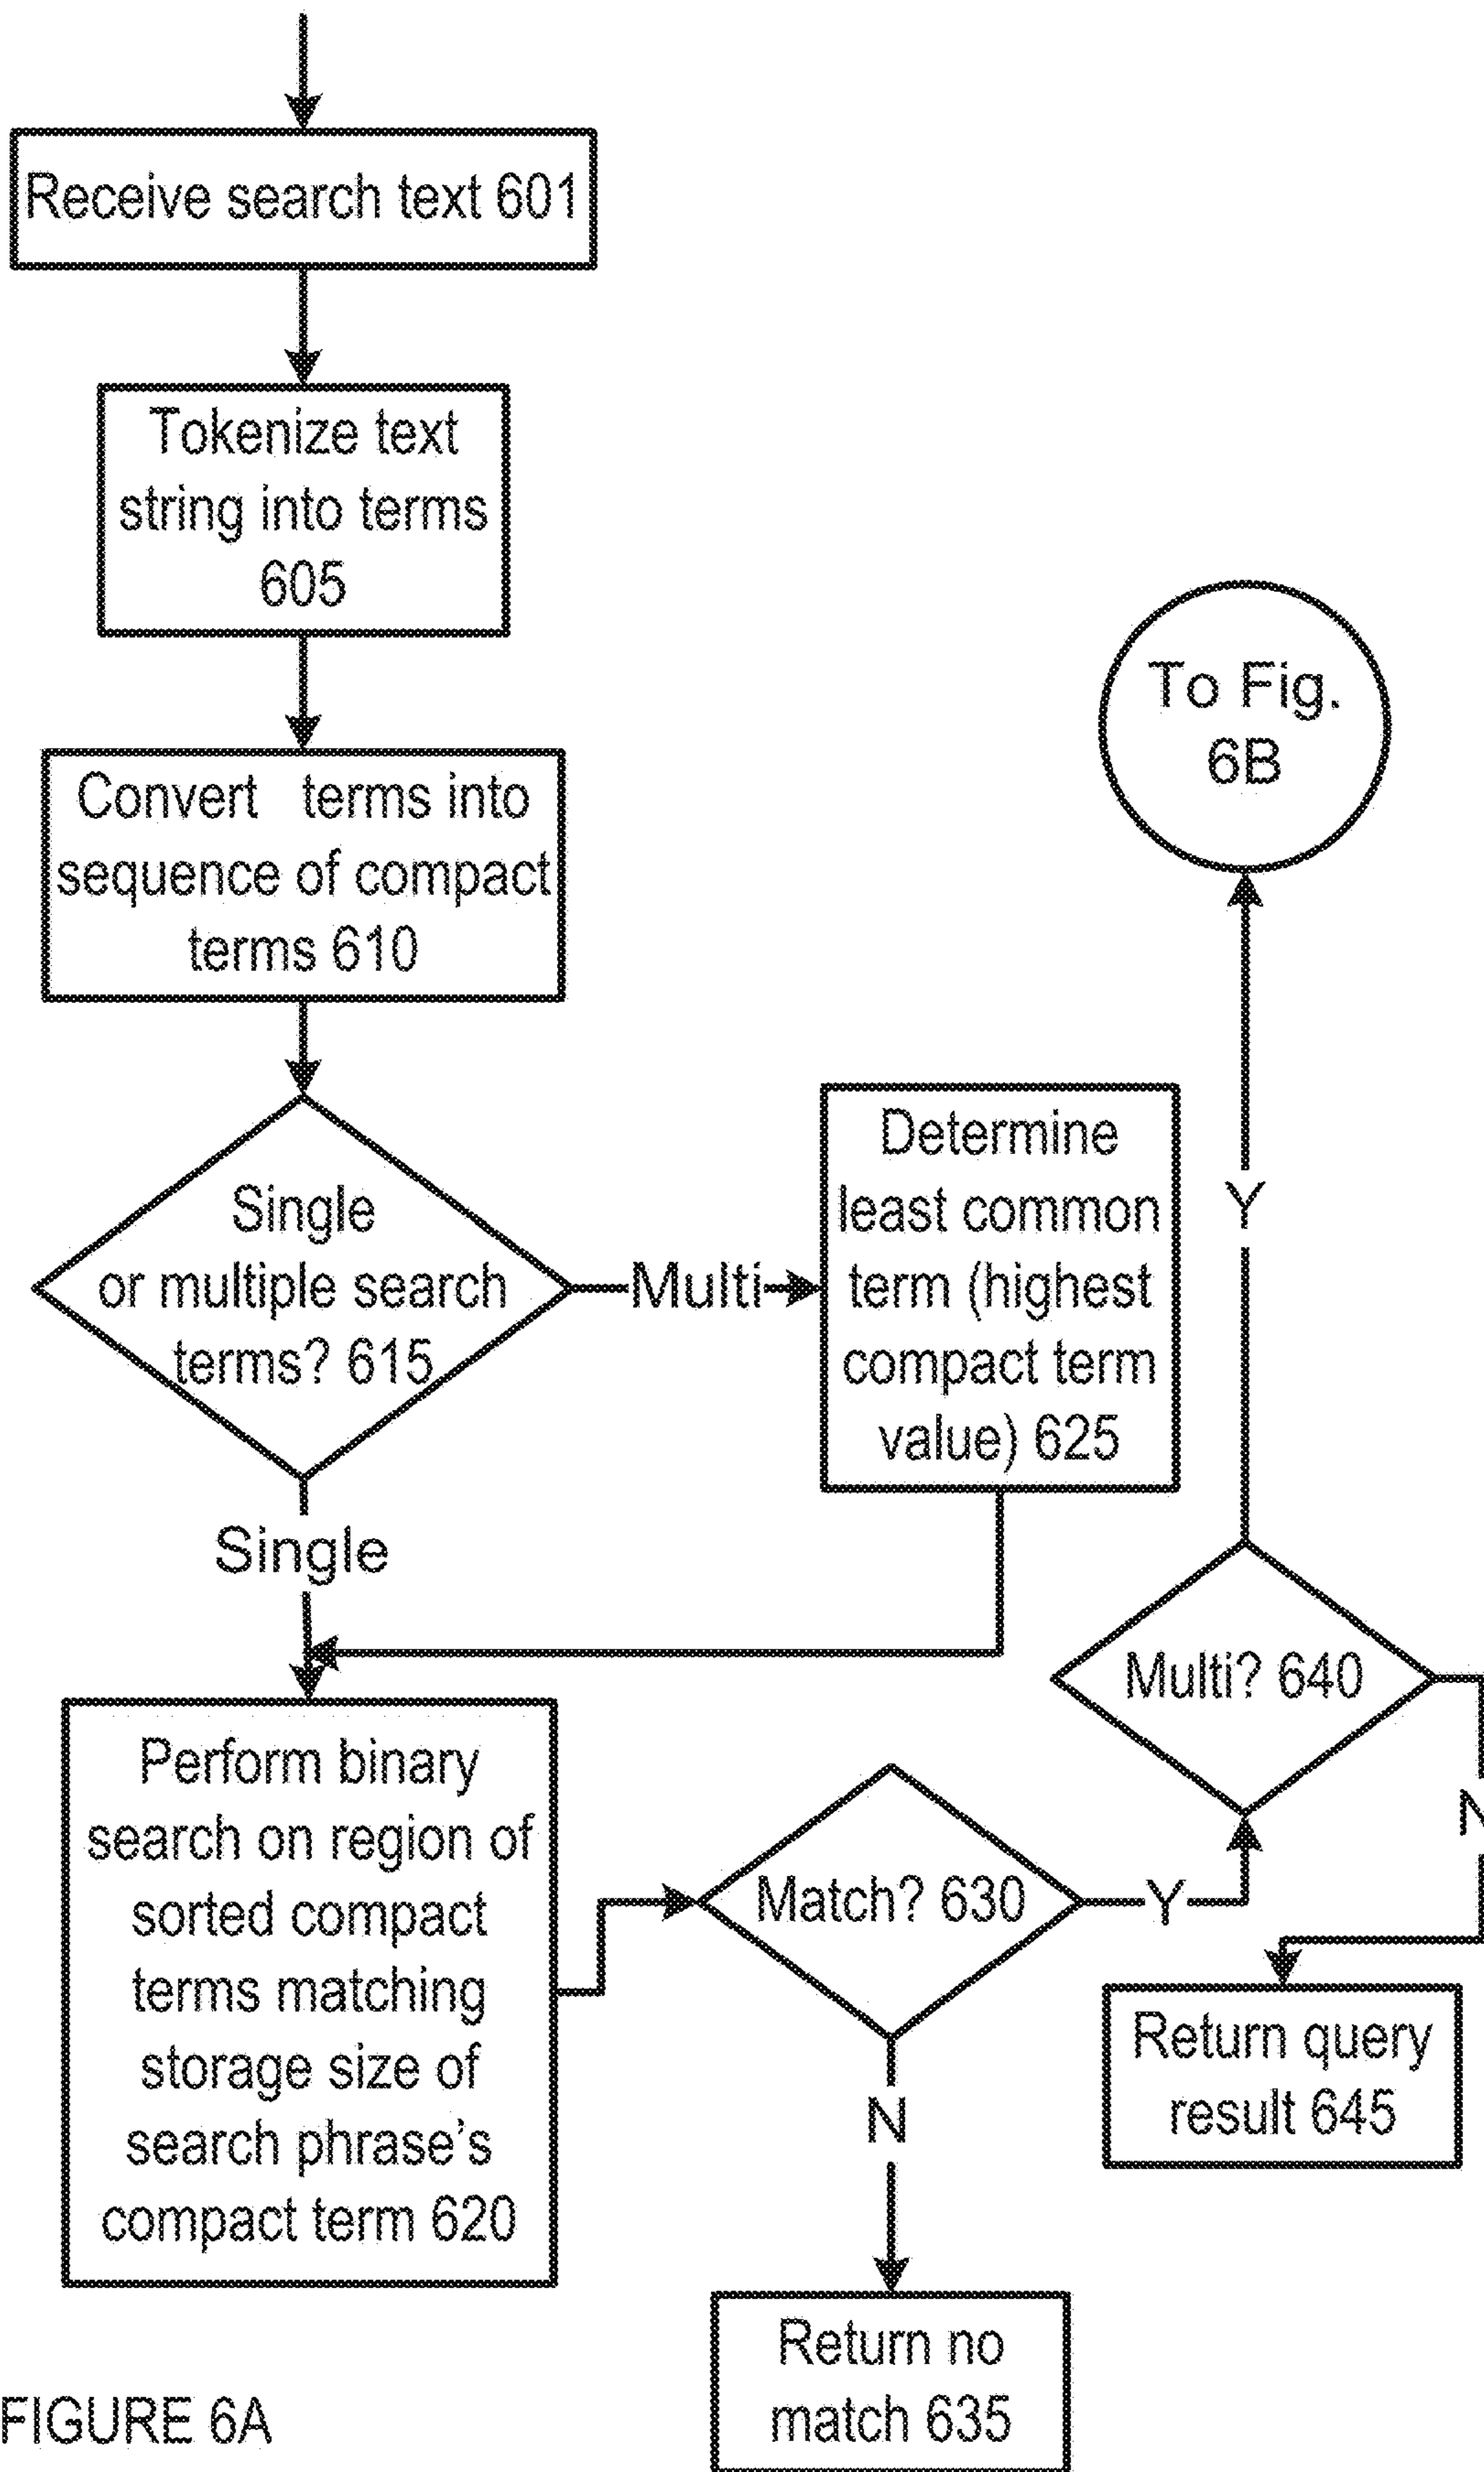 Receive search text 601
Tokenize text
string into terms
605
Convert terms into
sequence of compact
terms 610
To Fig.
6B
Single
or multiple search
terms? 615
Multi
Determine
least common
term (highest
compact term
value) 625
Y
Single
Perform binary
search on region of
sorted compact
terms matching
storage size of
search phrase's
compact term 620
Match? 630
Y
Multi? 640
N
N
Return query
result 645
Return no
match 635
FIGURE 6A